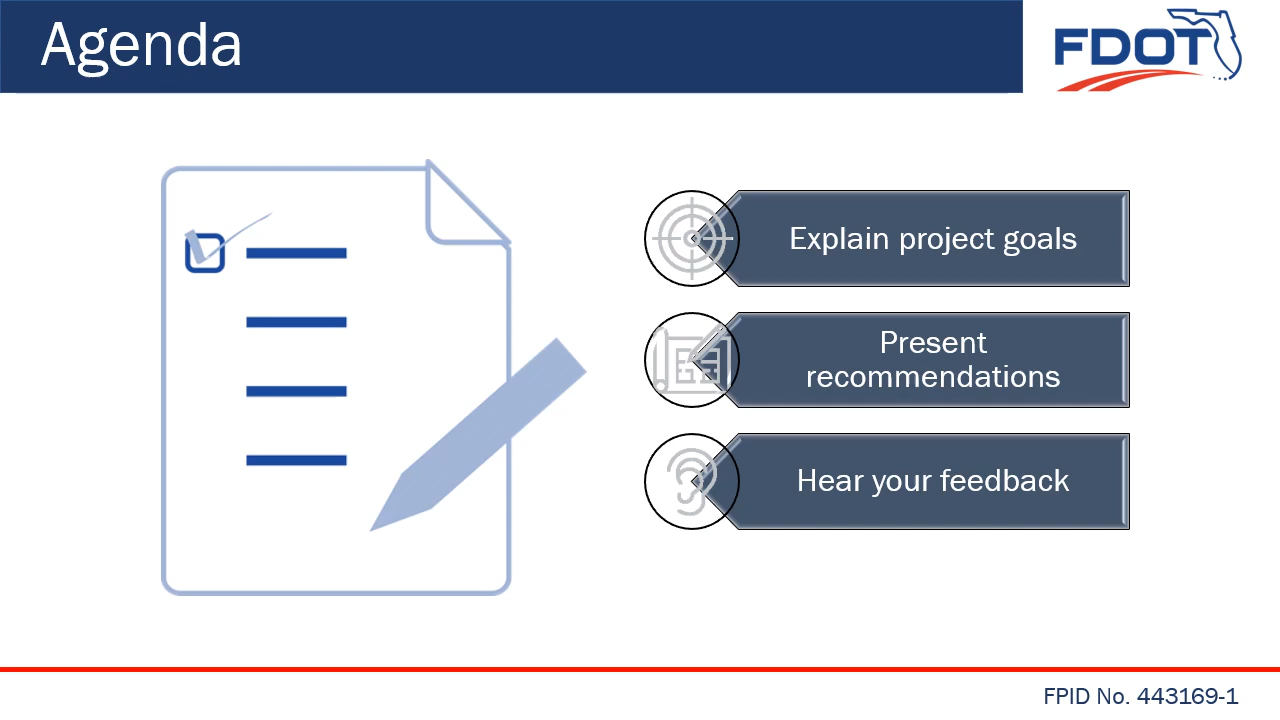 Agenda
FDOT
Explain project goals
Present
recommendations
Hear your feedback
FPID No. 443169-1